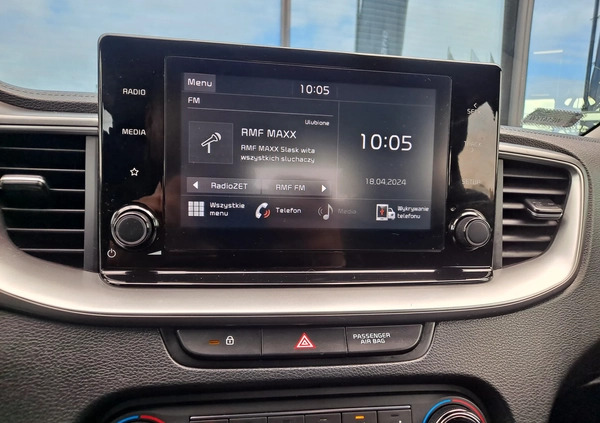 Menu
10:05
FM
RADIO
MEDIA
Ulubione
RMF MAXX
RMF MAXX Slask wita
wszystkich sluchaczy
10:05
18.04.2024
RadioZET
RMF FM
Wszystkie
menu
Telefon
Media
Wykrywanie
telefonu
PASSENGER
AIR BAG